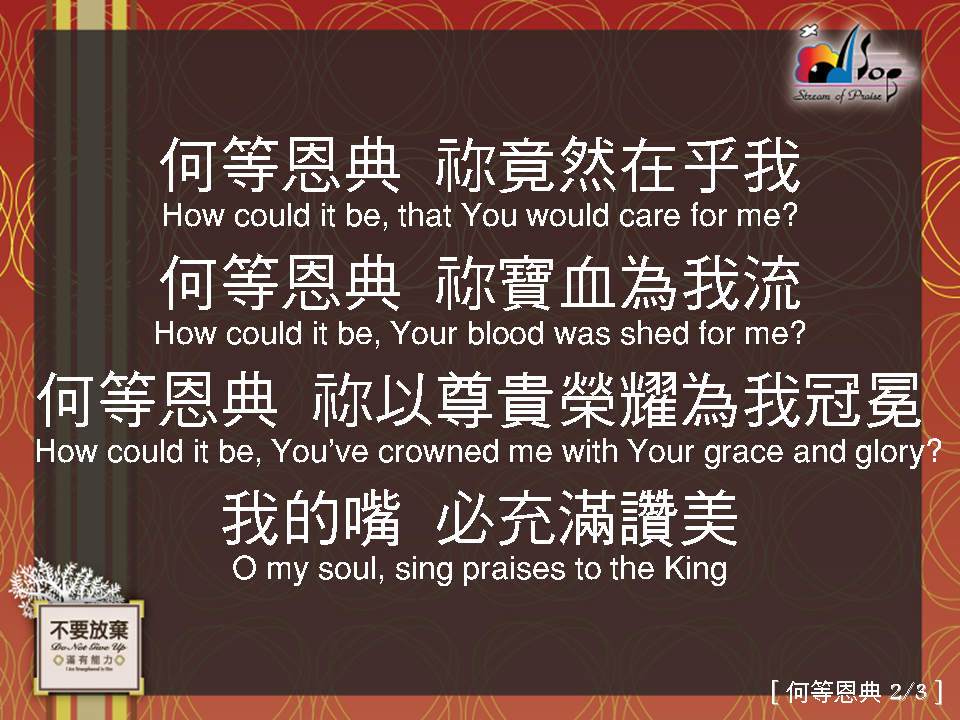 Sop
Stream of Praise
何等恩典 祢竟然在乎我
How could it be, that You would care for me?
何等恩典 祢寶血為我流
How could it be, Your blood was shed for me?
何等恩典 祢以尊貴榮耀為我冠冕
How could it be, You’ve crowned me with Your grace and glory?
我的嘴 必充滿讚美
O my soul, sing praises to the King
不要放棄
Do Not Give Up
滿有能力
I Am Strengthened in Him
[ 何等恩典 2/3 ]